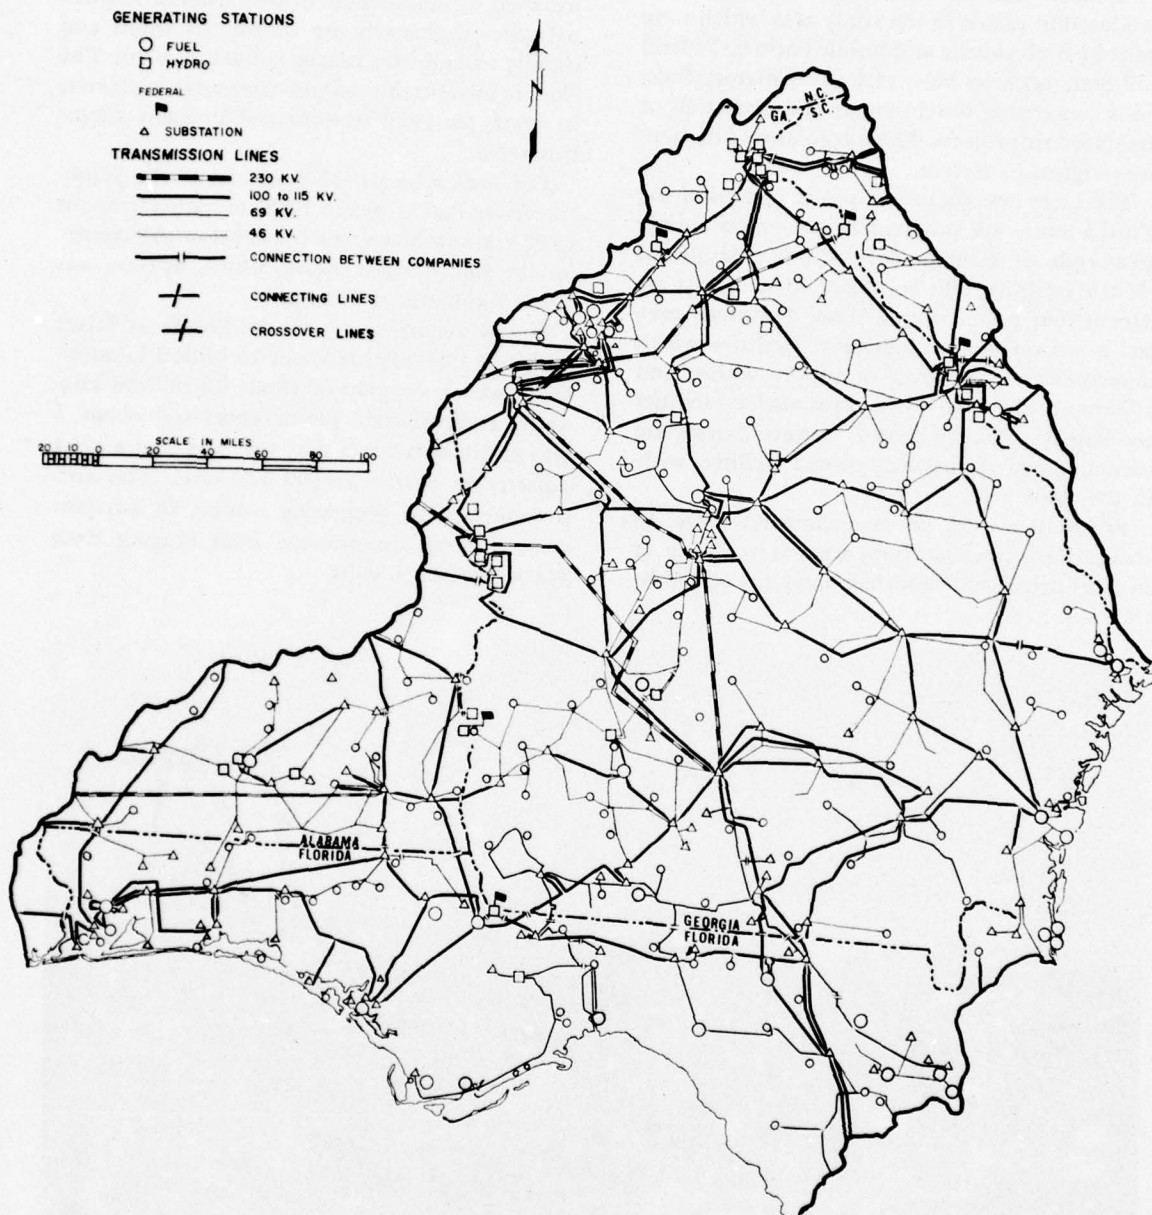 GENERATING STATIONS
FUEL
HYDRO
FEDERAL
SUBSTATION
TRANSMISSION LINES
230 KV.
100 to 115 KV.
69 KV.
46 KV.
CONNECTION BETWEEN COMPANIES
CONNECTING LINES
CROSSOVER LINES
N
SCALE IN MILES
20 10 0 20 40 60 80 100
N.C.
GA. S.C.
ALABAMA
FLORIDA
GEORGIA
FLORIDA